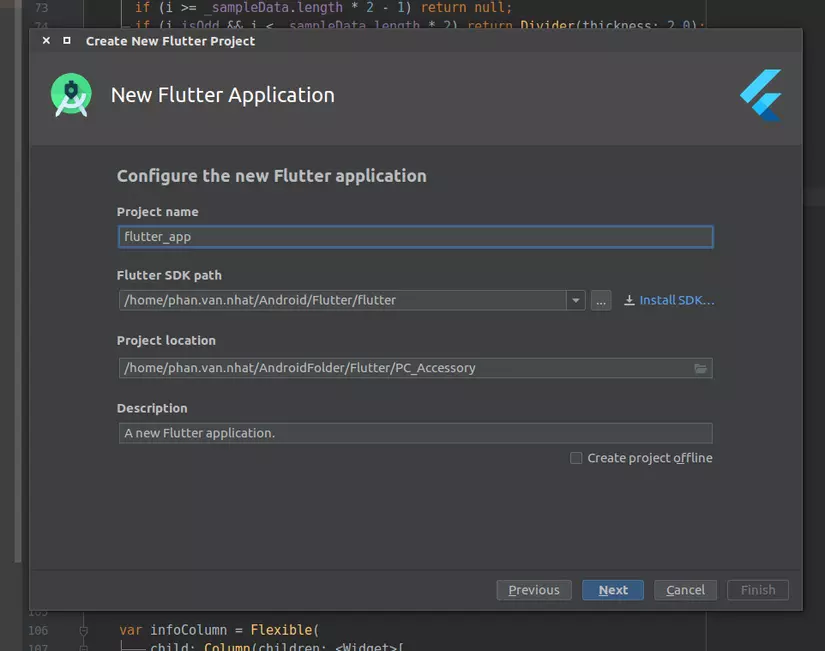 73 if (i >= _sampleData.length * 2 - 1) return null;
74 if (i.isOdd && i < _sampleData.length * 2) return Divider(thickness: 2.0);
Create New Flutter Project
New Flutter Application
Configure the new Flutter application
Project name
flutter_app
Flutter SDK path
/home/phan.van.nhat/Android/Flutter/flutter
... Install SDK...
Project location
/home/phan.van.nhat/AndroidFolder/Flutter/PC_Accessory
Description
A new Flutter application.
Create project offline
Previous Next Cancel Finish
105
106 var infoColumn = Flexible(
107 child: Column(children: <Widget>[